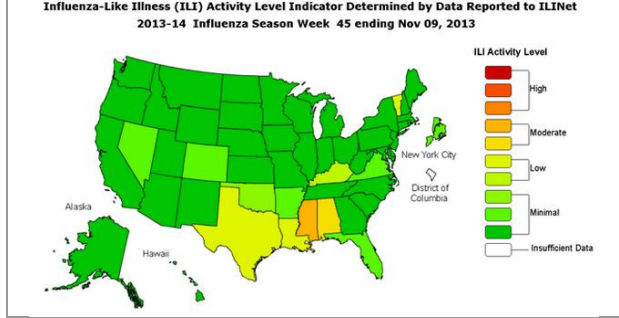 Influenza-Like Illness (ILI) Activity Level Indicator Determined by Data Reported to ILINet
2013-14 Influenza Season Week 45 ending Nov 09, 2013
ILI Activity Level
High
Moderate
New York City
Low
District of
Columbia
Alaska
Minimal
Hawaii
Insufficient Data